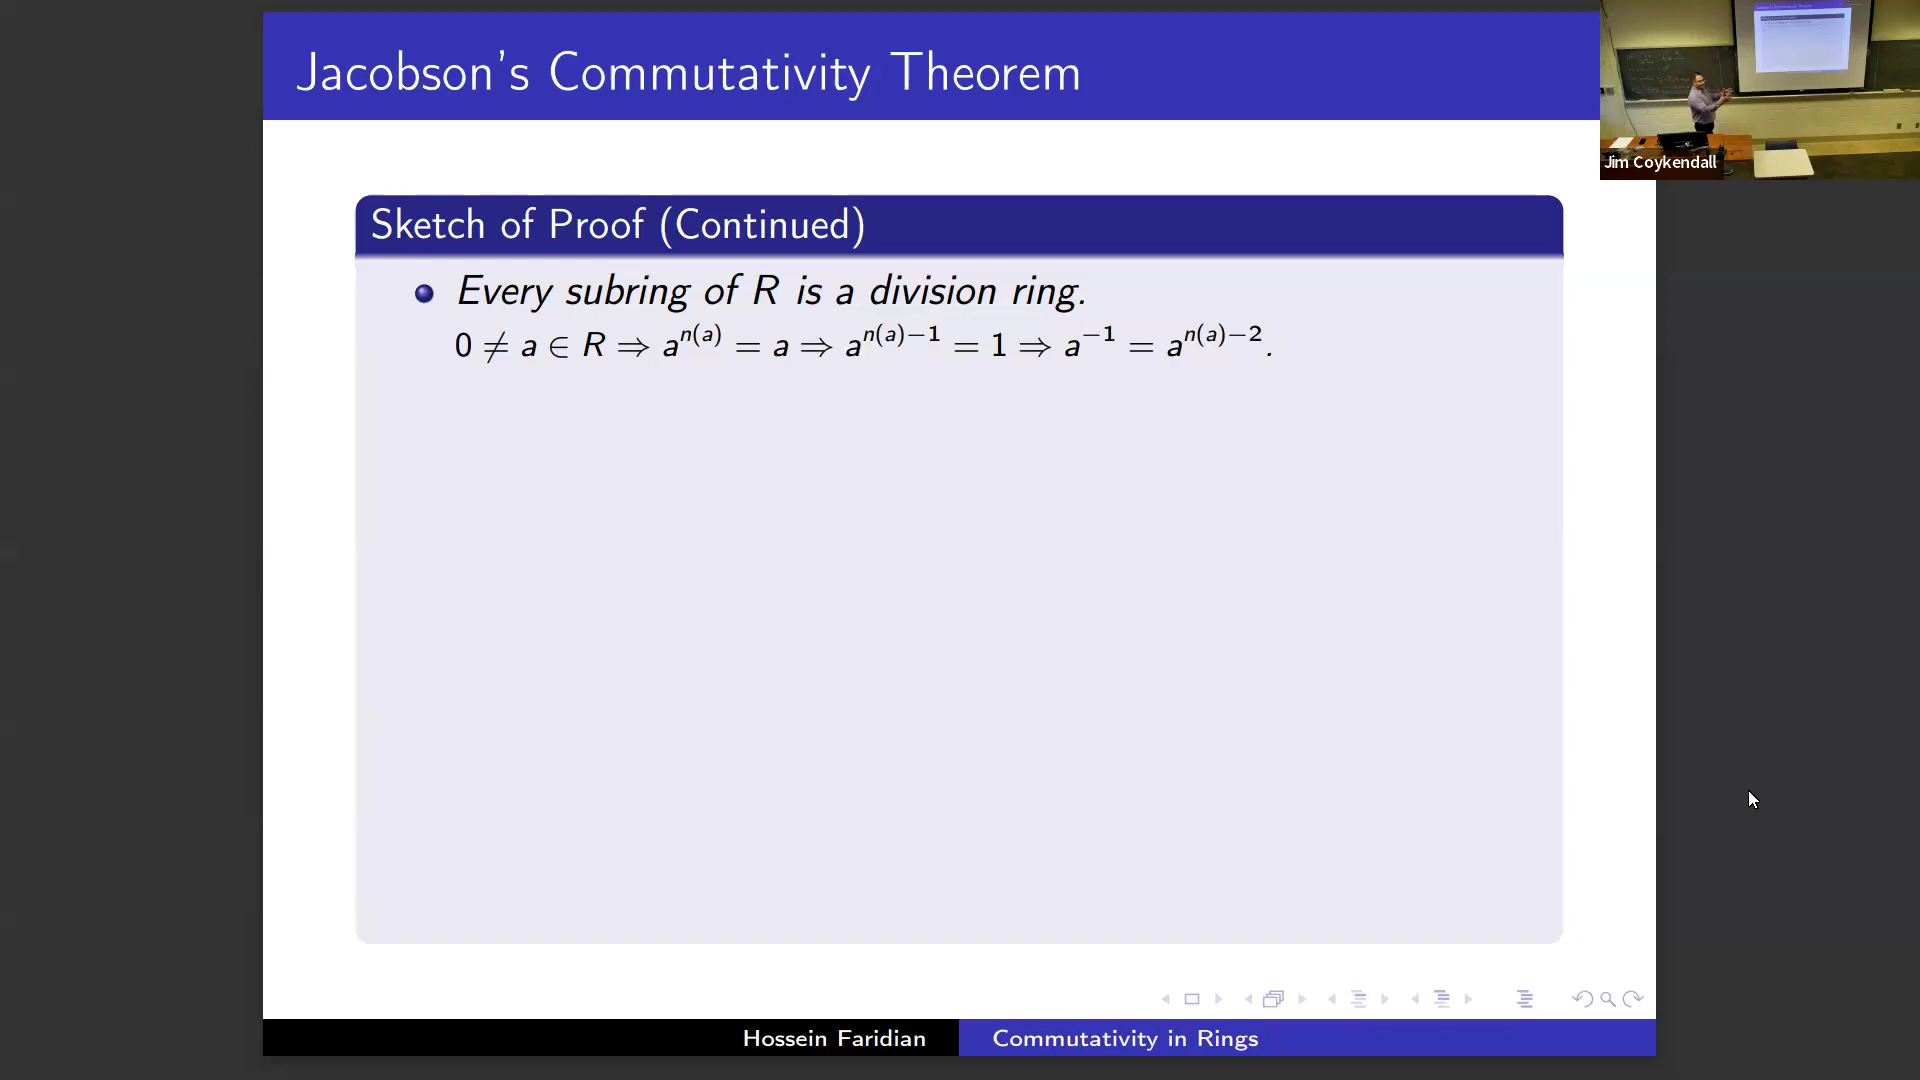 Jacobson's Commutativity Theorem
Jim Coykendall
Sketch of Proof (Continued)
Every subring of R is a division ring.
0 ≠ a ∈ R ⇒ a^{n(a)} = a ⇒ a^{n(a)−1} = 1 ⇒ a^{−1} = a^{n(a)−2}.
Hossein Faridian
Commutativity in Rings